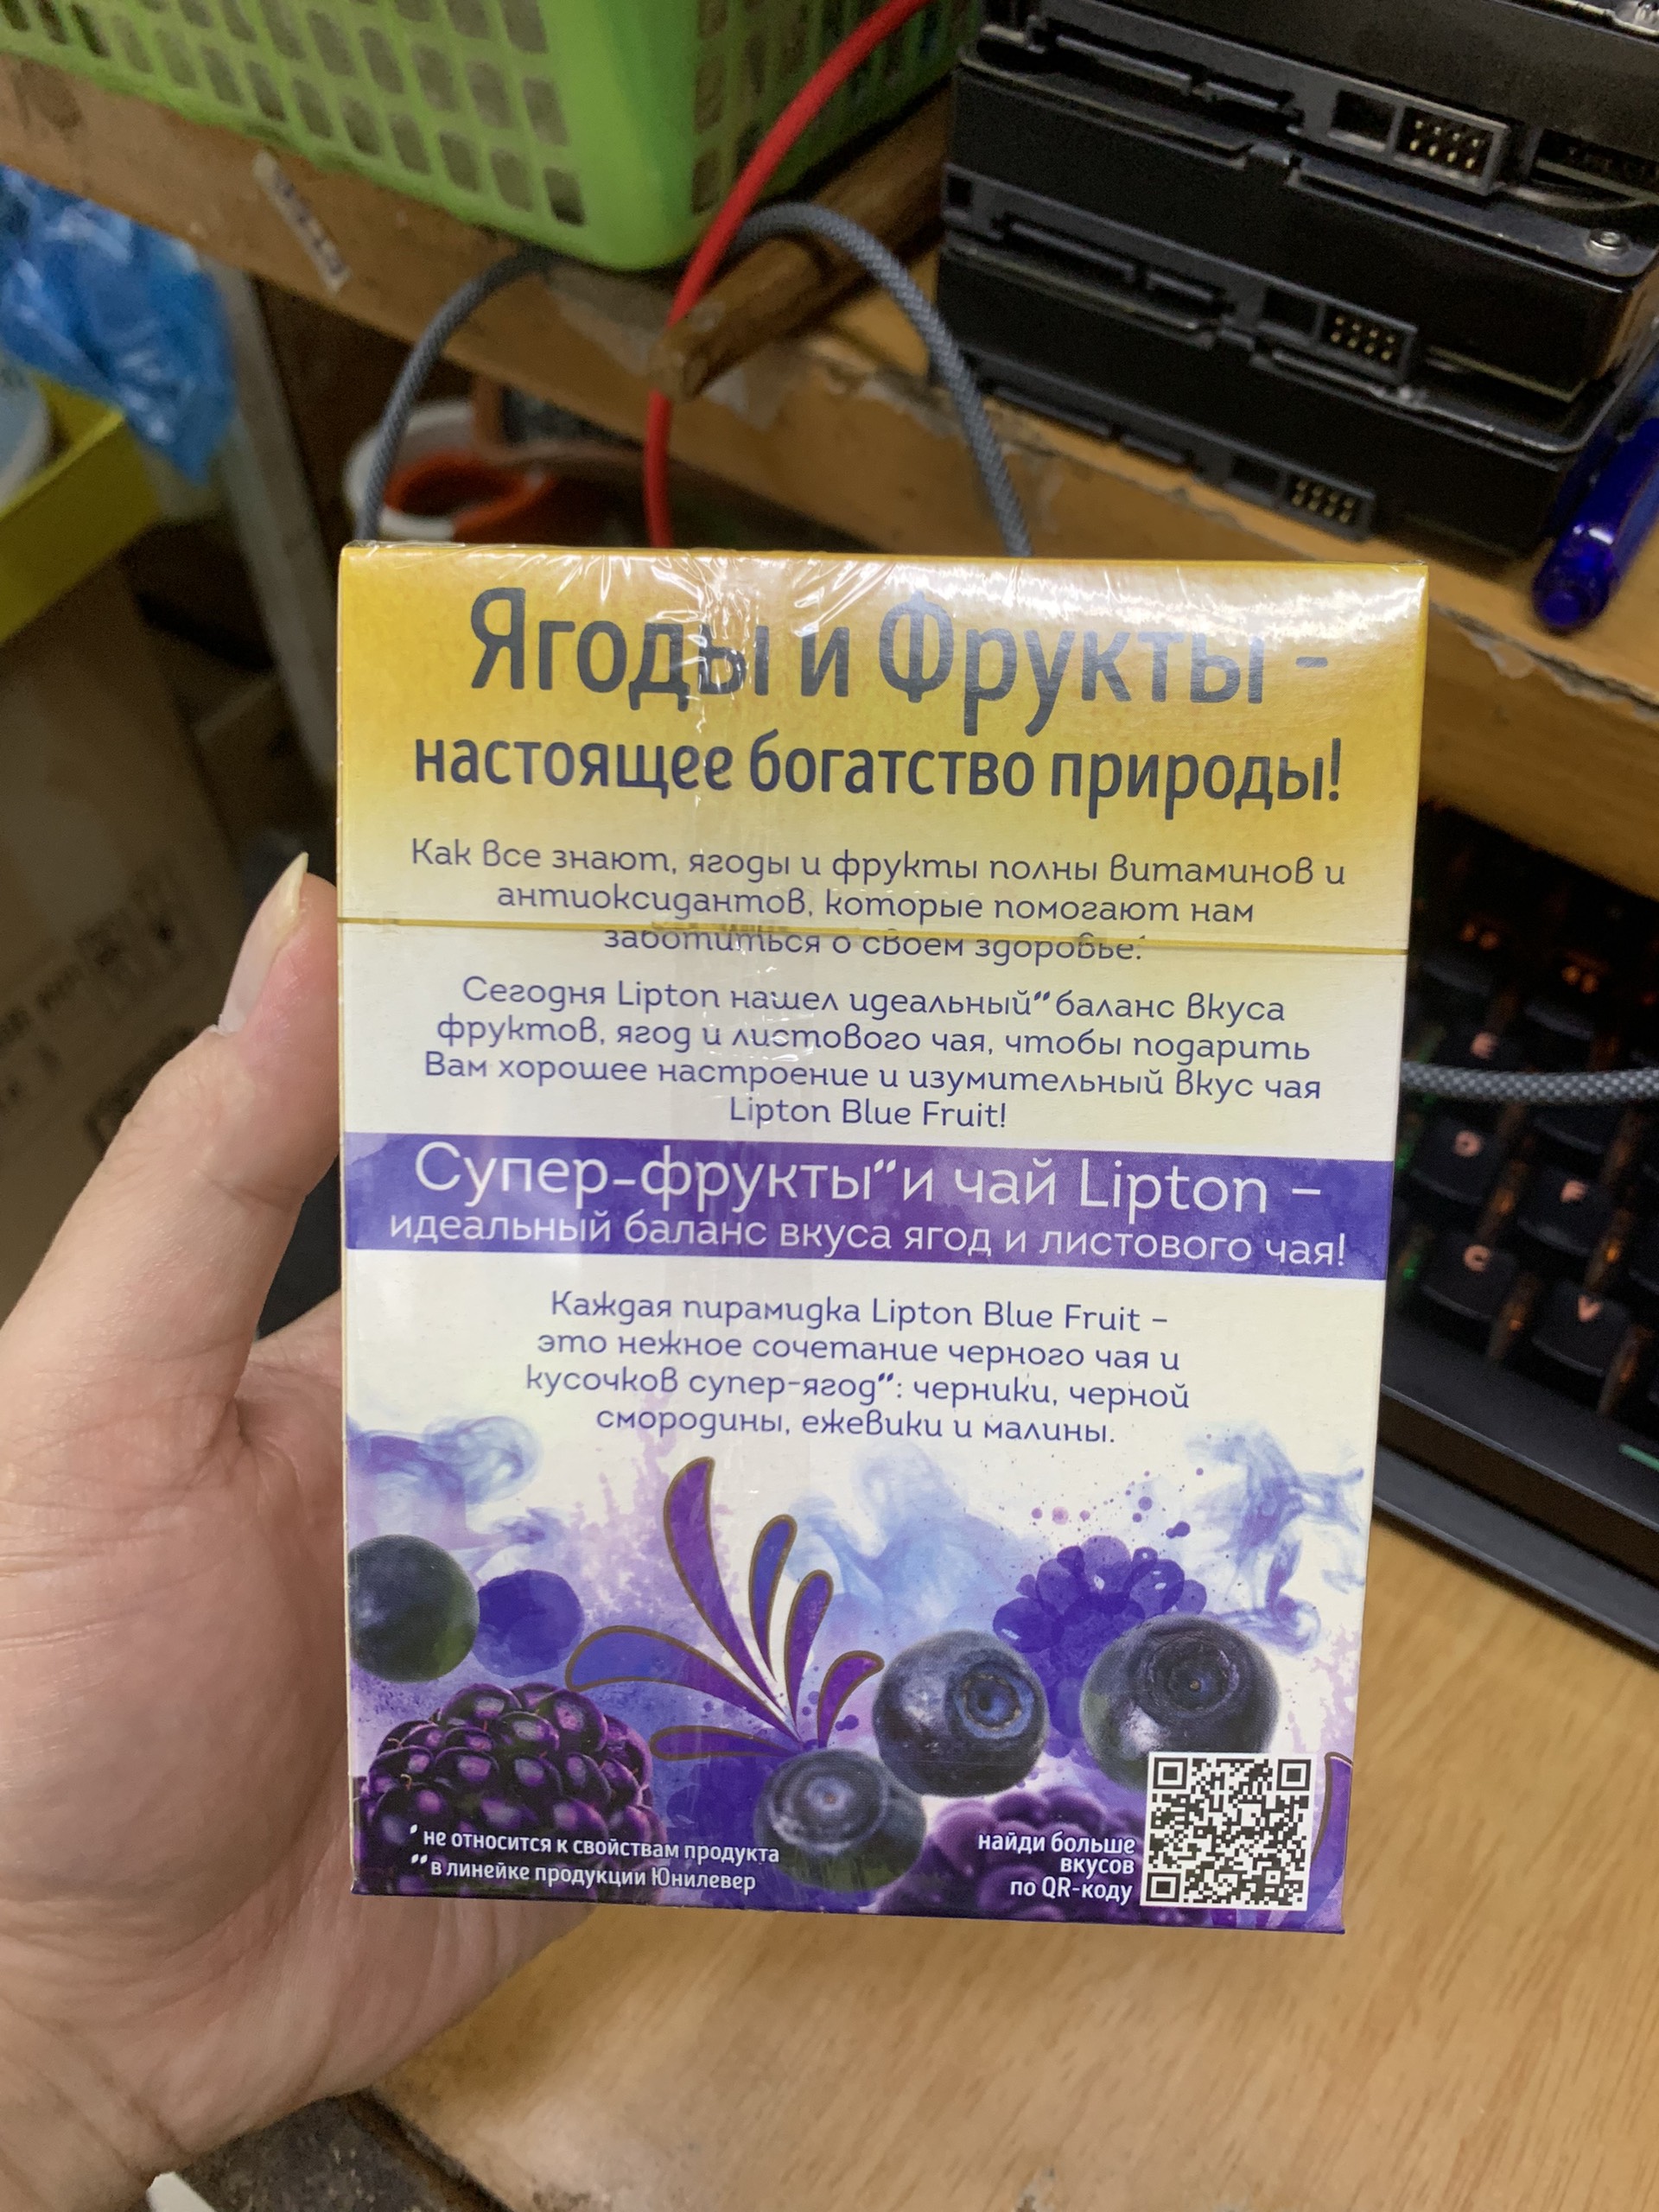 Ягоды и Фрукты -
настоящее богатство природы!
Как все знают, ягоды и фрукты полны витаминов и
антиоксидантов, которые помогают нам
заботиться о своем здоровье.'
Сегодня Lipton нашел идеальный" баланс вкуса
фруктов, ягод и листового чая, чтобы подарить
Вам хорошее настроение и изумительный вкус чая
Lipton Blue Fruit!
Супер-фрукты" и чай Lipton –
идеальный баланс вкуса ягод и листового чая!
Каждая пирамидка Lipton Blue Fruit –
это нежное сочетание черного чая и
кусочков супер-ягод": черники, черной
смородины, ежевики и малины.
' не относится к свойствам продукта
" в линейке продукции Юнилевер
найди больше
вкусов
по QR-коду
E
D
F
C
V